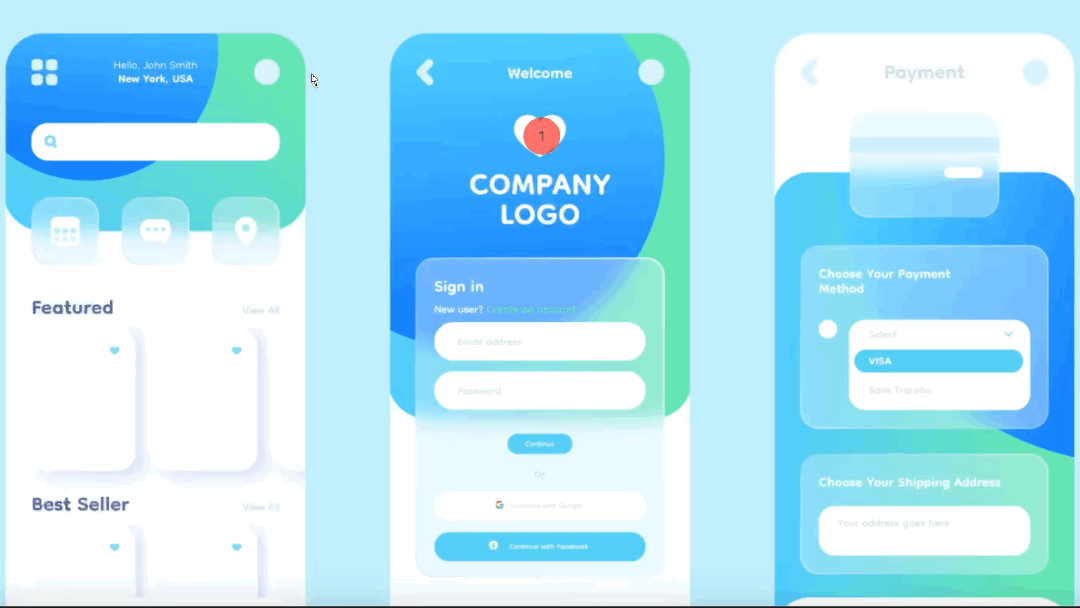 Hello, John Smith
New York, USA
Featured
View All
Best Seller
View All
Welcome
1
COMPANY
LOGO
Sign in
New user? Create an account
Email address
Password
Continue
Or
Continue with Google
Continue with Facebook
Payment
Choose Your Payment
Method
Select
VISA
Bank Transfer
Choose Your Shipping Address
Your address goes here